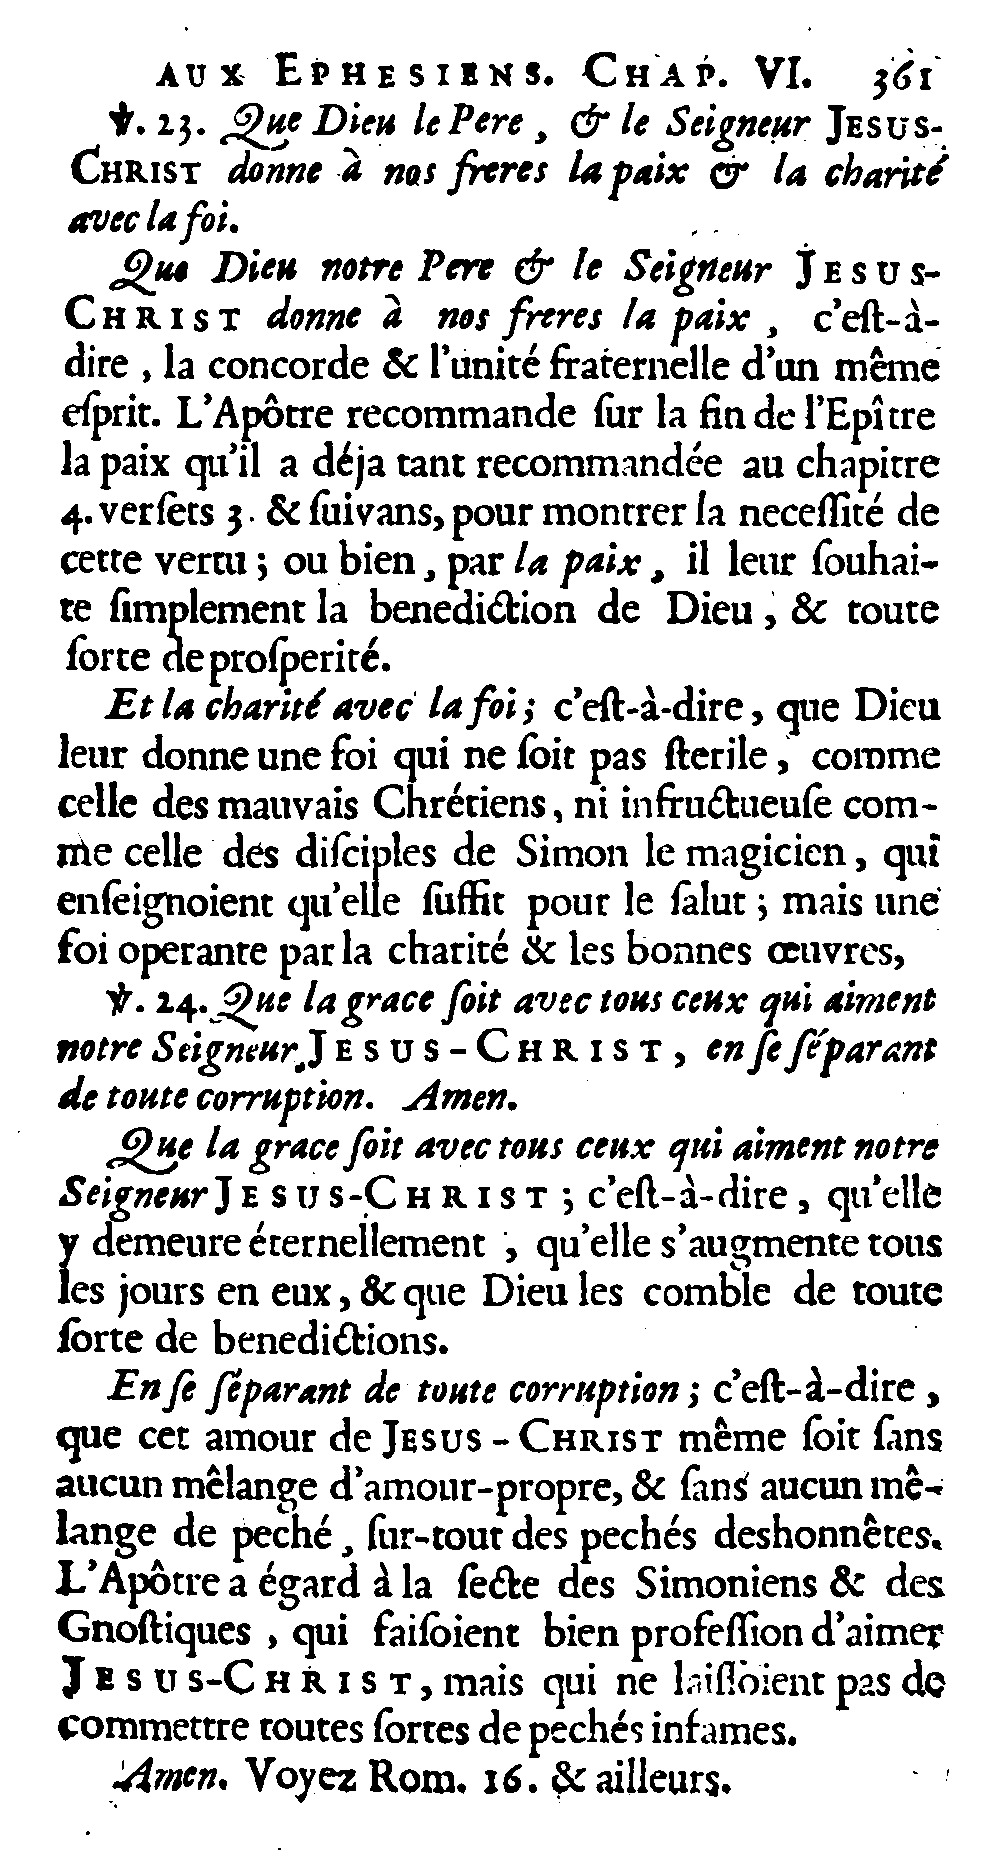 AUX EPHESIENS. CHAP. VI. 361
℣. 23. Que Dieu le Pere, & le Seigneur JESUS-
CHRIST donne à nos freres la paix & la charité
avec la foi.
Que Dieu notre Pere & le Seigneur JESUS-
CHRIST donne à nos freres la paix, c'eſt-à-
dire, la concorde & l'unité fraternelle d'un même
eſprit. L'Apôtre recommande ſur la fin de l'Epître
la paix qu'il a déja tant recommandée au chapitre
4. verſets 3. & ſuivans, pour montrer la neceſſité de
cette vertu; ou bien, par la paix, il leur ſouhai-
te ſimplement la benediction de Dieu, & toute
ſorte de proſperité.
Et la charité avec la foi; c'eſt-à-dire, que Dieu
leur donne une foi qui ne ſoit pas ſterile, comme
celle des mauvais Chrétiens, ni infructueuſe com-
me celle des diſciples de Simon le magicien, qui
enſeignoient qu'elle ſuffit pour le ſalut; mais une
foi operante par la charité & les bonnes œuvres,
℣. 24. Que la grace ſoit avec tous ceux qui aiment
notre Seigneur JESUS-CHRIST, en ſe ſéparant
de toute corruption. Amen.
Que la grace ſoit avec tous ceux qui aiment notre
Seigneur JESUS-CHRIST; c'eſt-à-dire, qu'elle
y demeure éternellement, qu'elle s'augmente tous
les jours en eux, & que Dieu les comble de toute
ſorte de benedictions.
En ſe ſéparant de toute corruption; c'eſt-à-dire,
que cet amour de JESUS-CHRIST même ſoit ſans
aucun mêlange d'amour-propre, & ſans aucun mê-
lange de peché, ſur-tout des pechés deshonnêtes.
L'Apôtre a égard à la ſecte des Simoniens & des
Gnoſtiques, qui faiſoient bien profeſſion d'aimer
JESUS-CHRIST, mais qui ne laiſſoient pas de
commettre toutes ſortes de pechés infames.
Amen. Voyez Rom. 16. & ailleurs.